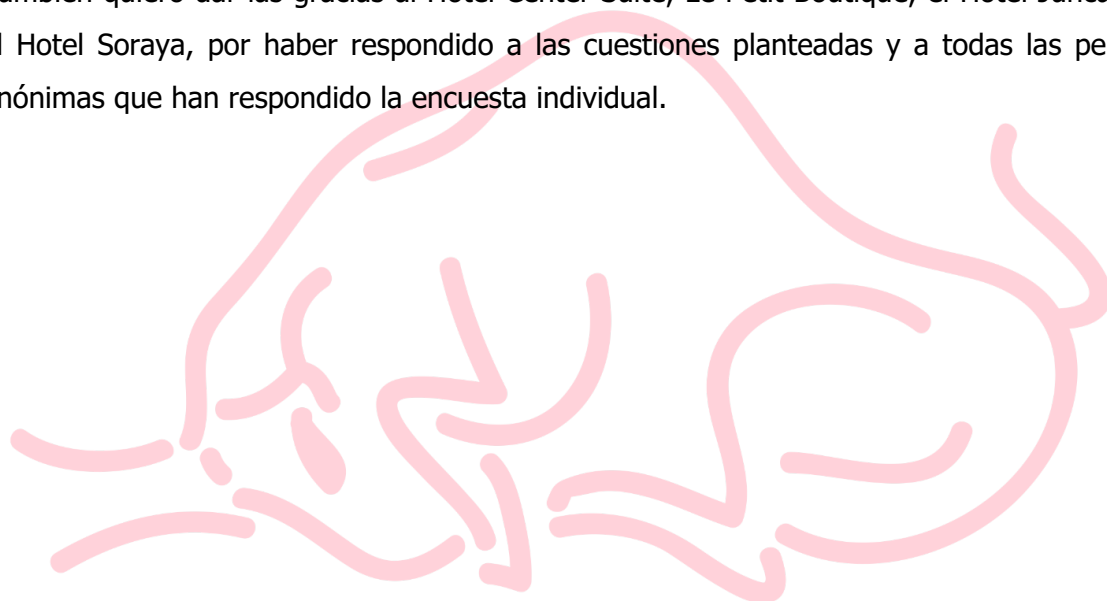 ambién quiero dar las gracias al Hotel Center Suite, Le Petit Boutique, el Hotel Junca
l Hotel Soraya, por haber respondido a las cuestiones planteadas y a todas las pe
nónimas que han respondido la encuesta individual.